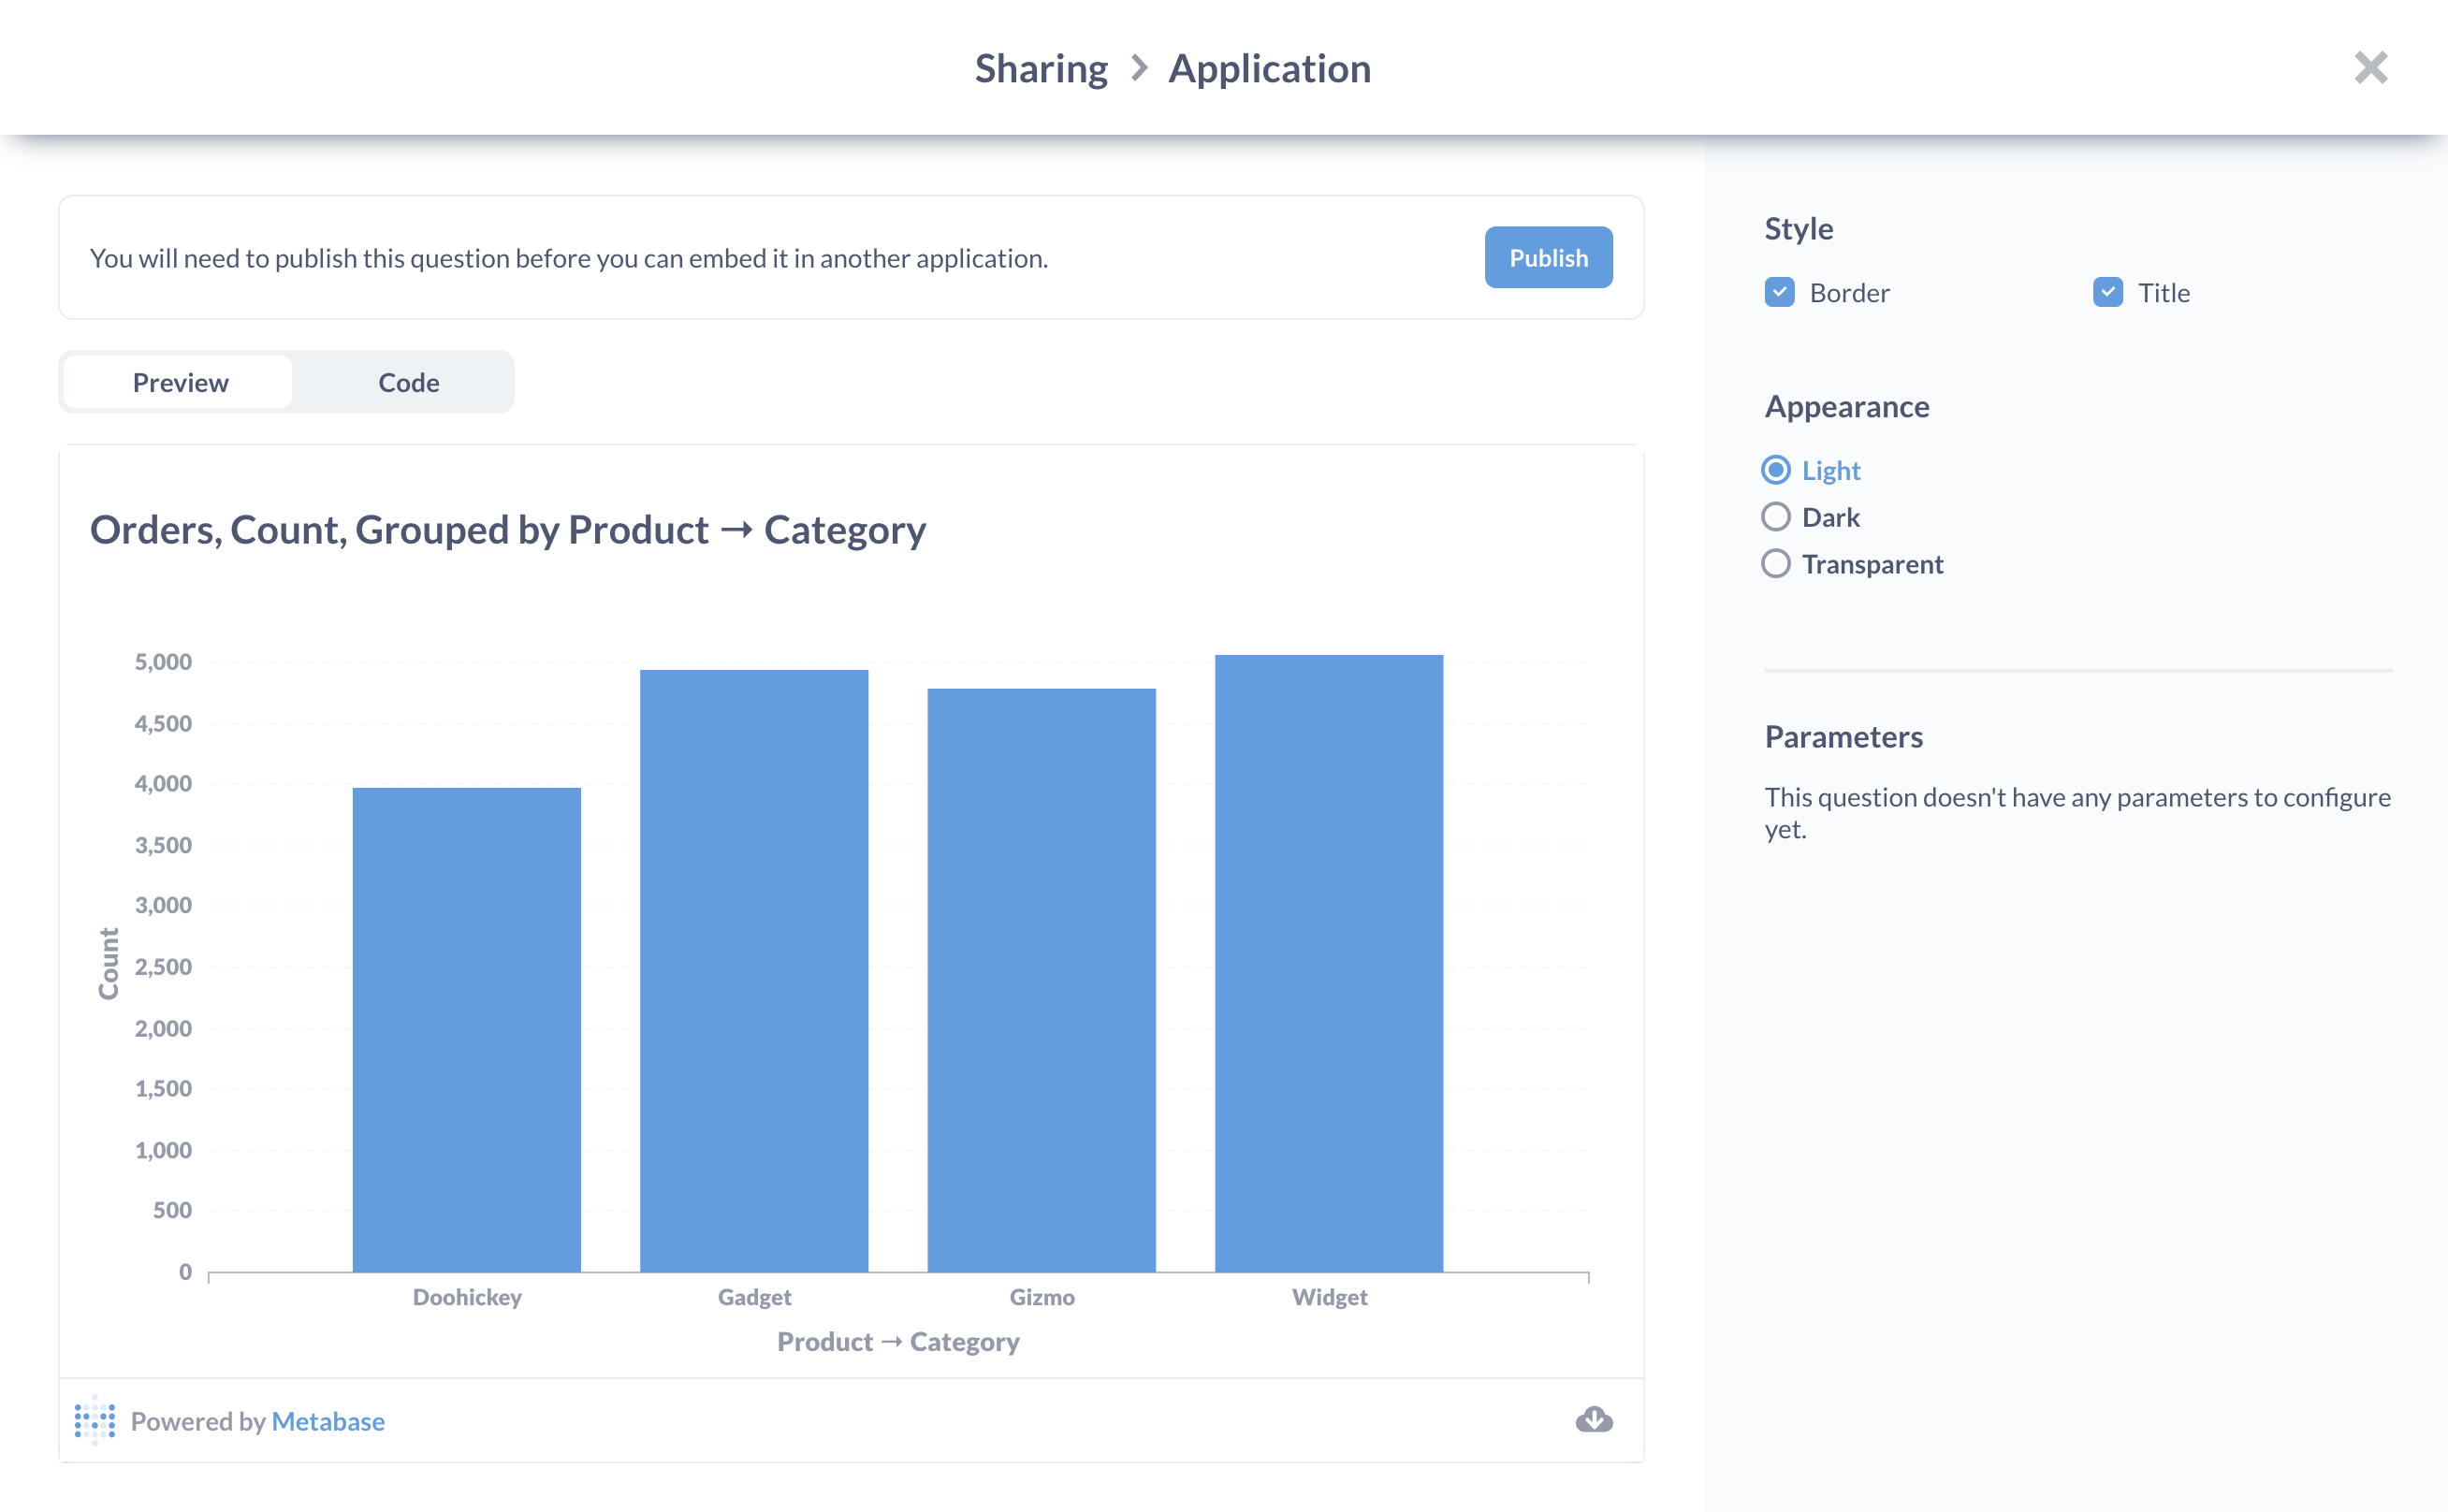 Sharing > Application
You will need to publish this question before you can embed it in another application.
Publish
Preview
Code
Orders, Count, Grouped by Product → Category
5,000
4,500
4,000
3,500
3,000
2,500
2,000
1,500
1,000
500
0
Count
Doohickey
Gadget
Gizmo
Widget
Product → Category
Powered by Metabase
Style
Border
Title
Appearance
Light
Dark
Transparent
Parameters
This question doesn't have any parameters to configure
yet.